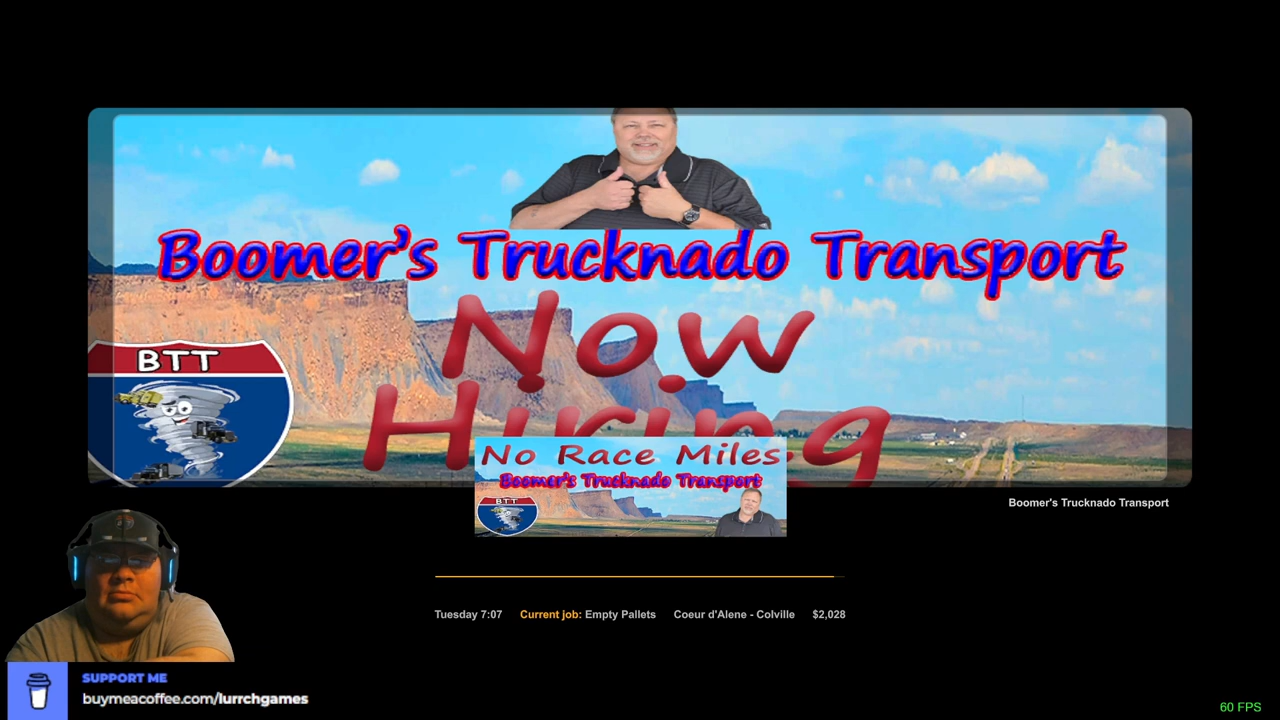 Boomer's Trucknado Transport
Now
Hiring
BTT
No Race Miles
Boomer's Trucknado Transport
BTT
Boomer's Trucknado Transport
Tuesday 7:07 Current job: Empty Pallets Coeur d'Alene - Colville $2,028
SUPPORT ME
buymeacoffee.com/lurrchgames
60 FPS